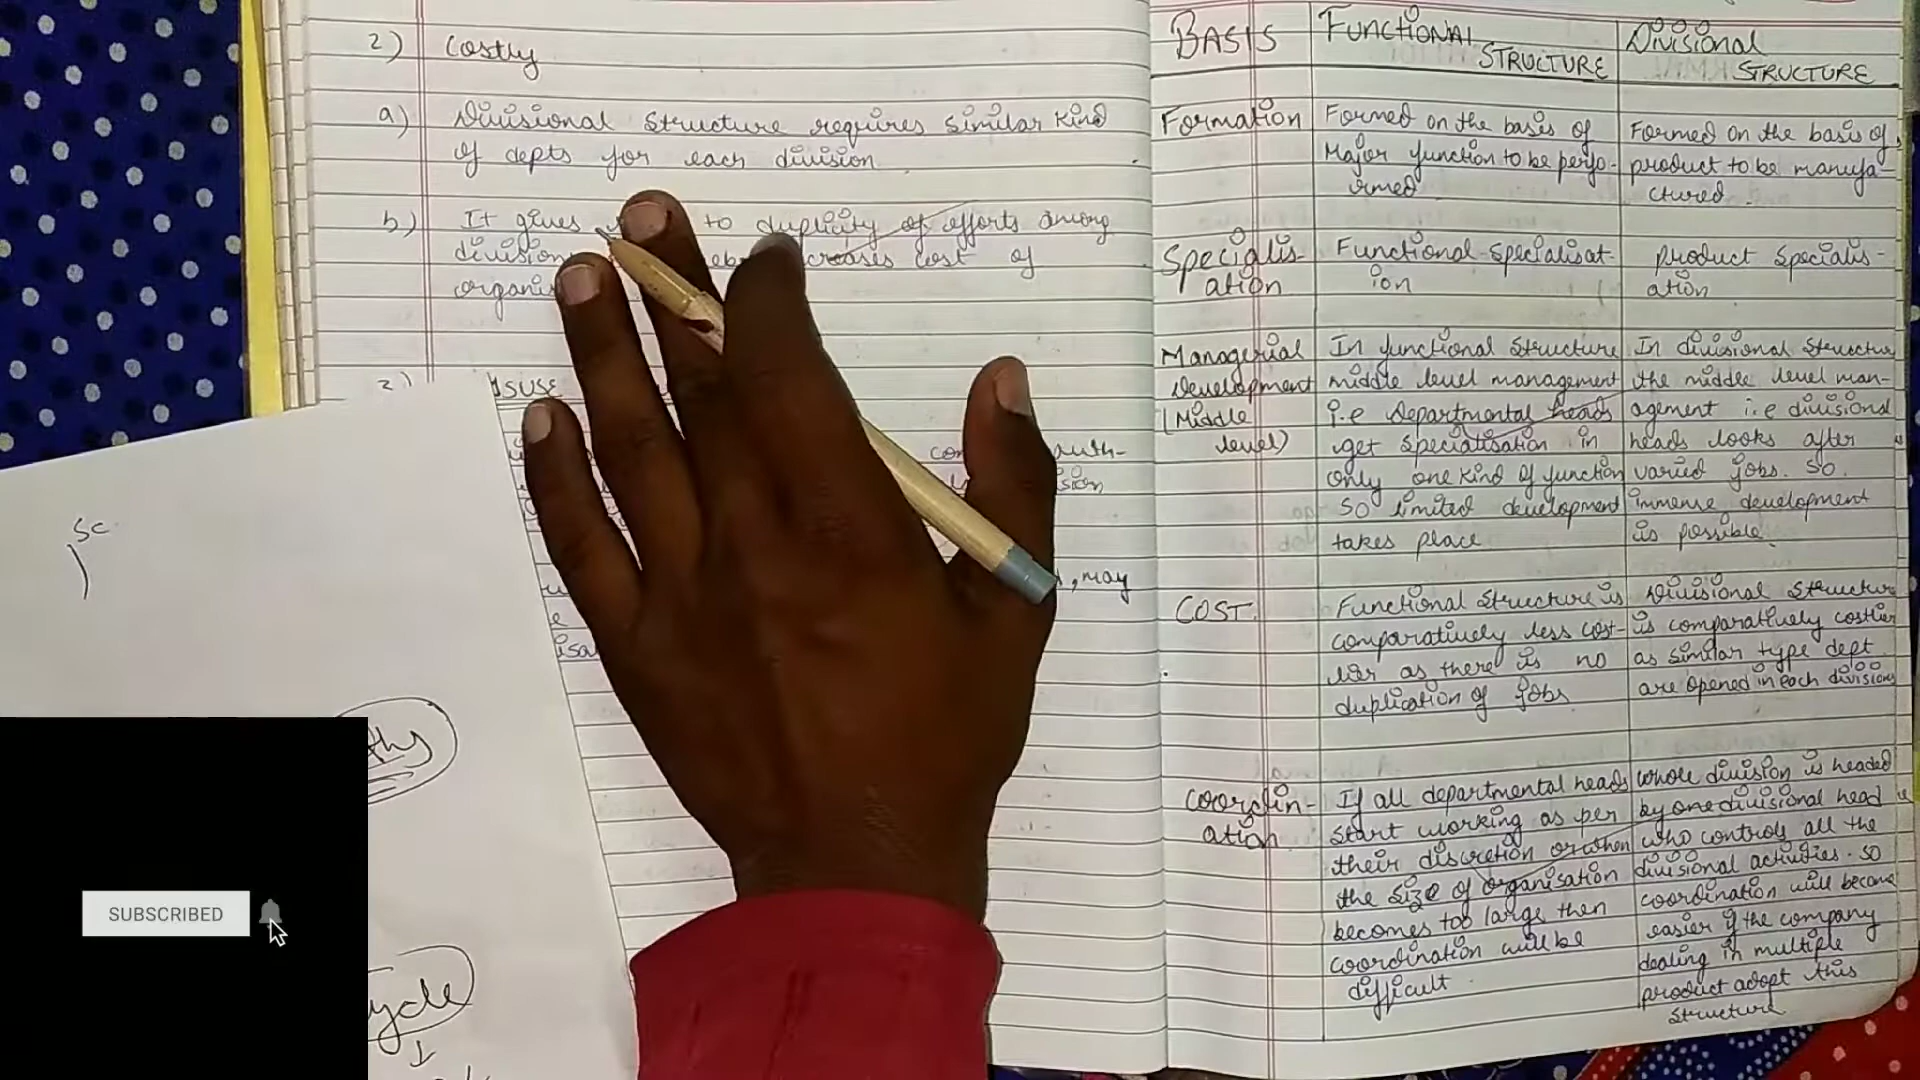 2) Costly
a) Divisional structure requires similar kind
of depts for each division
b) It gives to duplicity of efforts among
division cost of
may
BASIS
Formation
Specialis-
ation
Managerial
Development
(Middle
level)
COST.
Coordin-
ation
FUNCTIONAL
STRUCTURE
Formed on the basis of
Major function to be perfo-
rmed
Functional Specialisat-
ion
In functional structure
middle level management
i.e departmental heads
get specialisation in
only one kind of function
so limited development
takes place
Functional structure is
comparatively less cost-
lier as there is no
duplication of jobs
If all departmental heads
start working as per
their discretion or when
the size of organisation
becomes too large then
coordination will be
difficult.
Divisional
STRUCTURE
Formed on the basis of
product to be manufa-
ctured.
product specialis-
ation
In divisional structure
the middle level man-
agement i.e divisional
heads looks after
varied jobs. so
immense development
is possible.
Divisional structure
is comparatively costlier
as similar type dept
are opened in each divisions
whole division is headed
by one divisional head
who controls all the
divisional activities. so
coordination will become
easier if the company
dealing in multiple
product adopt this
structure
SUBSCRIBED